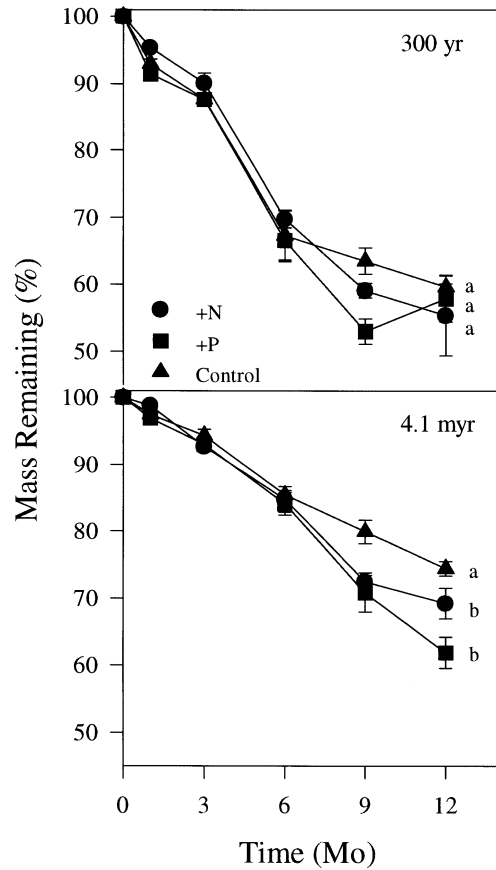 100
90
80
70
60
50
300 yr
+N
+P
Control
a
a
a
Mass Remaining (%)
100
90
80
70
60
50
4.1 myr
a
b
b
0 3 6 9 12
Time (Mo)